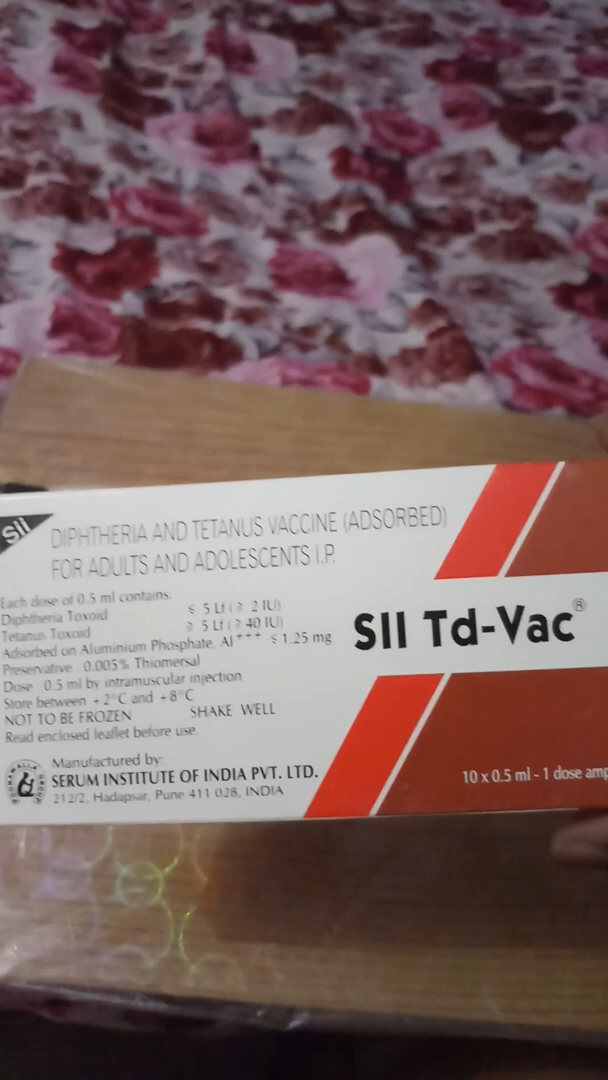 sii
DIPHTHERIA AND TETANUS VACCINE (ADSORBED)
FOR ADULTS AND ADOLESCENTS I.P.
Each dose of 0.5 ml contains:
Diphtheria Toxoid ≤ 5 Lf (≥ 2 IU)
Tetanus Toxoid ≥ 5 Lf (≥ 40 IU)
Adsorbed on Aluminium Phosphate, Al+++ ≤ 1.25 mg
Preservative : 0.005% Thiomersal
Dose : 0.5 ml by intramuscular injection
Store between +2°C and +8°C
NOT TO BE FROZEN SHAKE WELL
Read enclosed leaflet before use.
Manufactured by:
SERUM INSTITUTE OF INDIA PVT. LTD.
212/2, Hadapsar, Pune 411 028, INDIA
SII Td-Vac®
10 x 0.5 ml - 1 dose amp